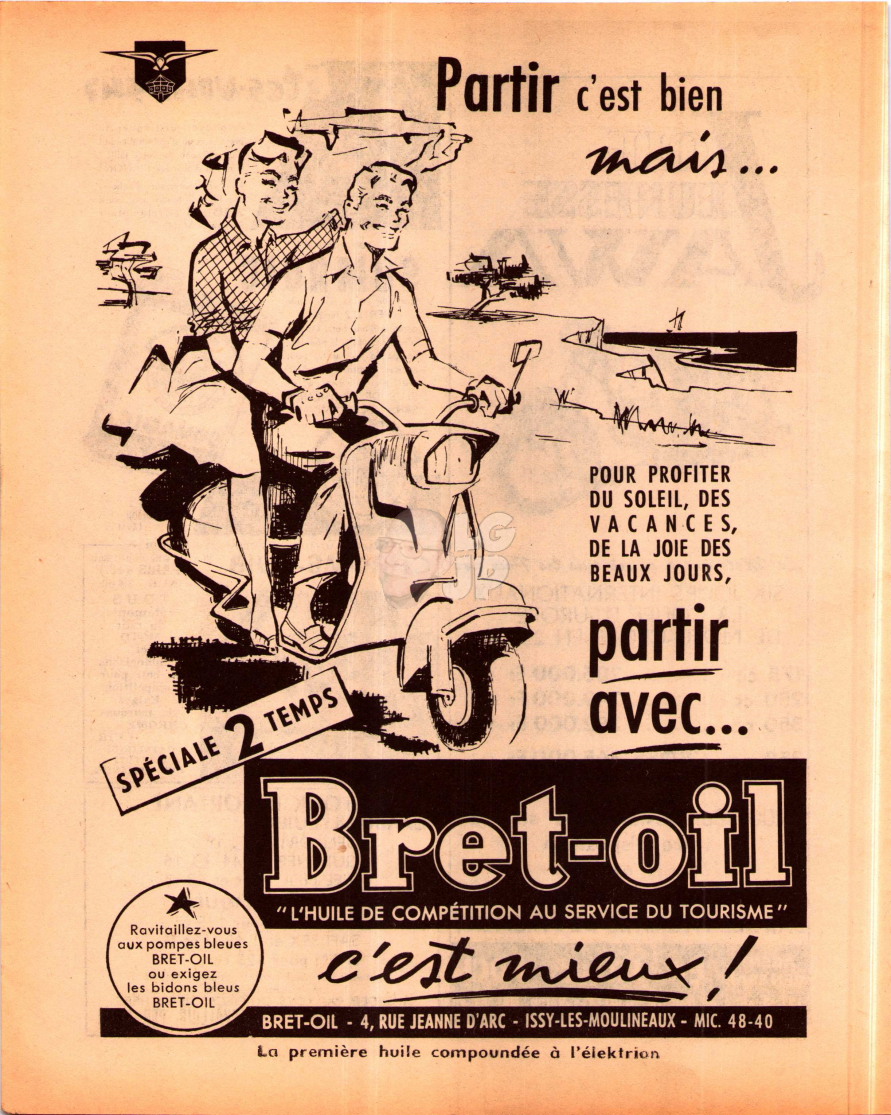 Partir c'est bien
mais...
POUR PROFITER
DU SOLEIL, DES
VACANCES,
DE LA JOIE DES
BEAUX JOURS,
partir
avec...
SPÉCIALE 2 TEMPS
Bret-oil
"L'HUILE DE COMPÉTITION AU SERVICE DU TOURISME"
Ravitaillez-vous
aux pompes bleues
BRET-OIL
ou exigez
les bidons bleus
BRET-OIL
c'est mieux!
BRET-OIL - 4, RUE JEANNE D'ARC - ISSY-LES-MOULINEAUX - MIC. 48-40
La première huile compoundée à l'élektrion